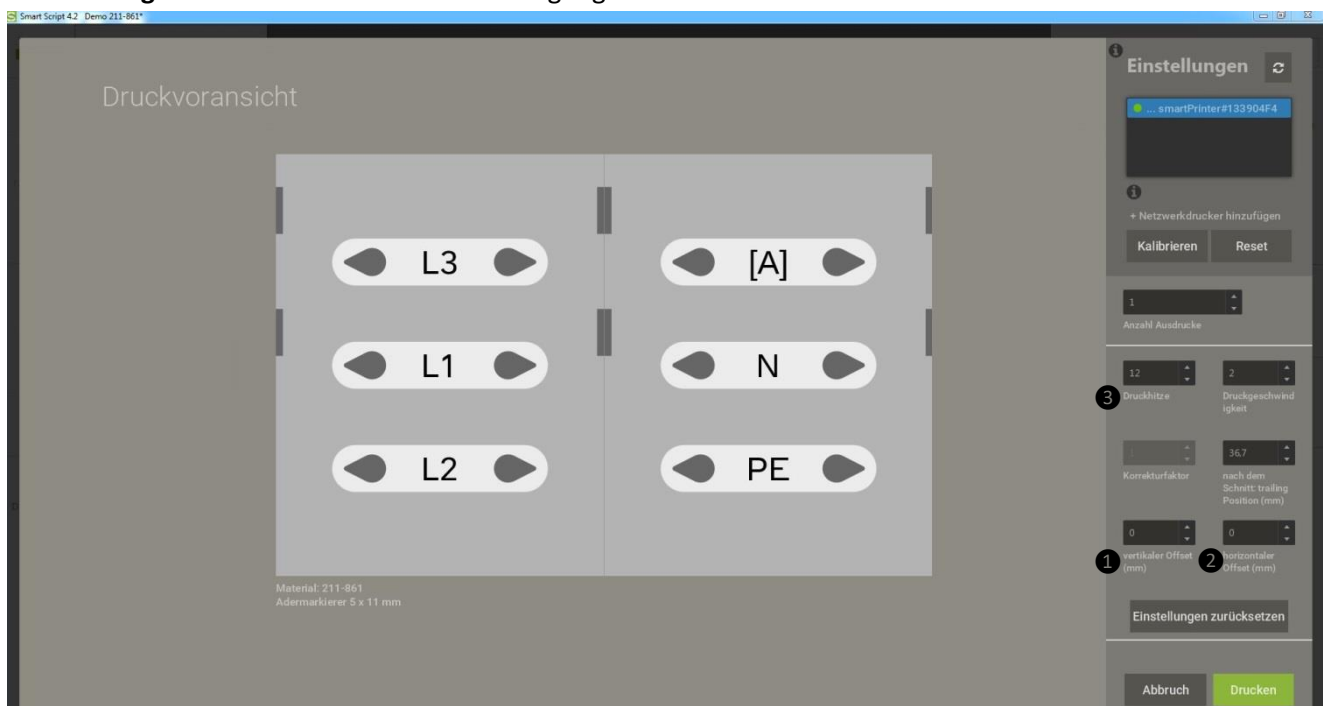 Smart Script 4.2 Demo 211-861*
Druckvoransicht
L3
[A]
L1
N
L2
PE
Material: 211-861
Adermarkierer 5 x 11 mm
Einstellungen
... smartPrinter#133904F4
+ Netzwerkdrucker hinzufügen
Kalibrieren
Reset
1
Anzahl Ausdrucke
12
2
3
Druckhitze
Druckgeschwind
igkeit
36,7
Korrekturfaktor
nach dem
Schnitt: trailing
Position (mm)
0
0
1
vertikaler Offset
(mm)
2
horizontaler
Offset (mm)
Einstellungen zurücksetzen
Abbruch
Drucken